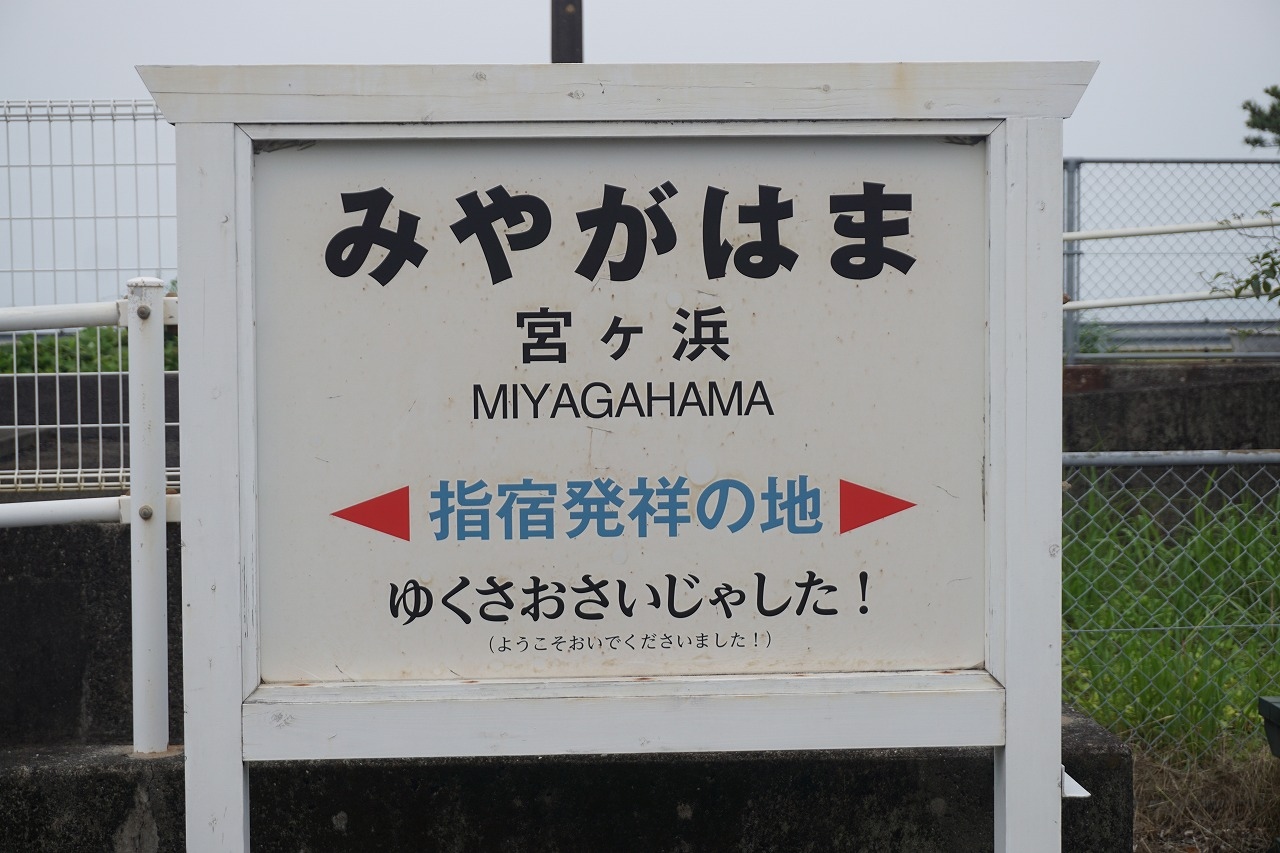 みやがはま
宮ヶ浜
MIYAGAHAMA
指宿発祥の地
ゆくさおさいじゃした！
（ようこそおいでくださいました！）